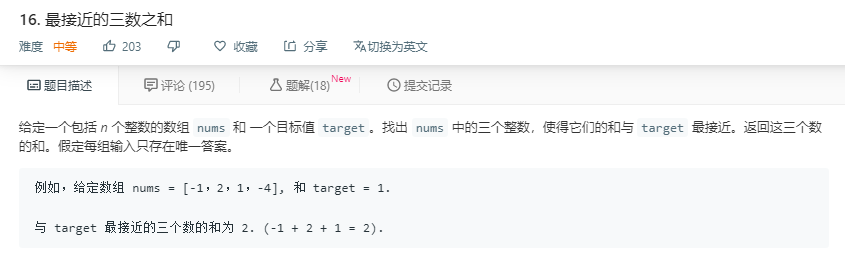 16. 最接近的三数之和
难度 中等 203 收藏 分享 切换为英文
题目描述 评论 (195) 题解(18) New 提交记录
给定一个包括 n 个整数的数组 nums 和 一个目标值 target。找出 nums 中的三个整数，使得它们的和与 target 最接近。返回这三个数
的和。假定每组输入只存在唯一答案。
例如，给定数组 nums = [-1，2，1，-4], 和 target = 1.
与 target 最接近的三个数的和为 2. (-1 + 2 + 1 = 2).